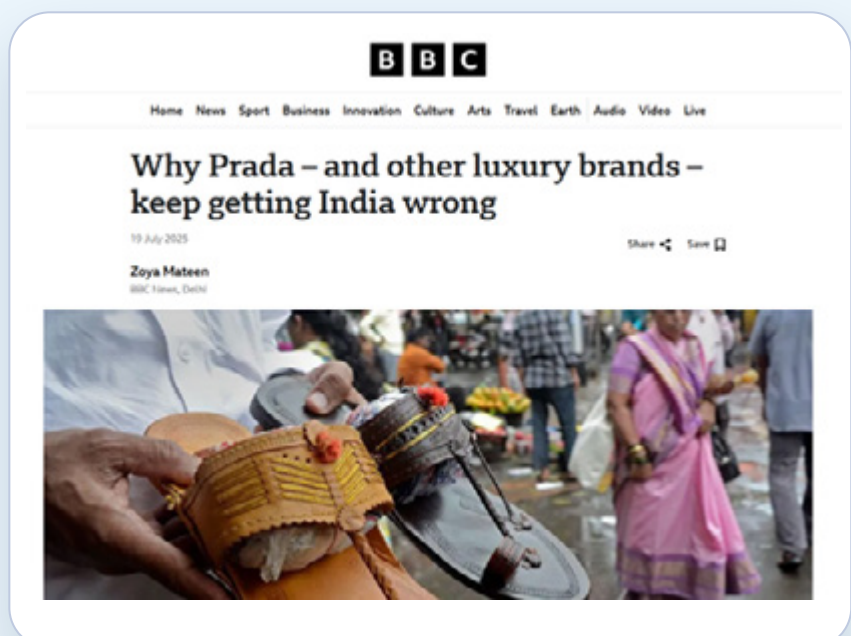 BBC
Home News Sport Business Innovation Culture Arts Travel Earth Audio Video Live
Why Prada – and other luxury brands –
keep getting India wrong
19 July 2025
Share Save
Zoya Mateen
BBC News, Delhi